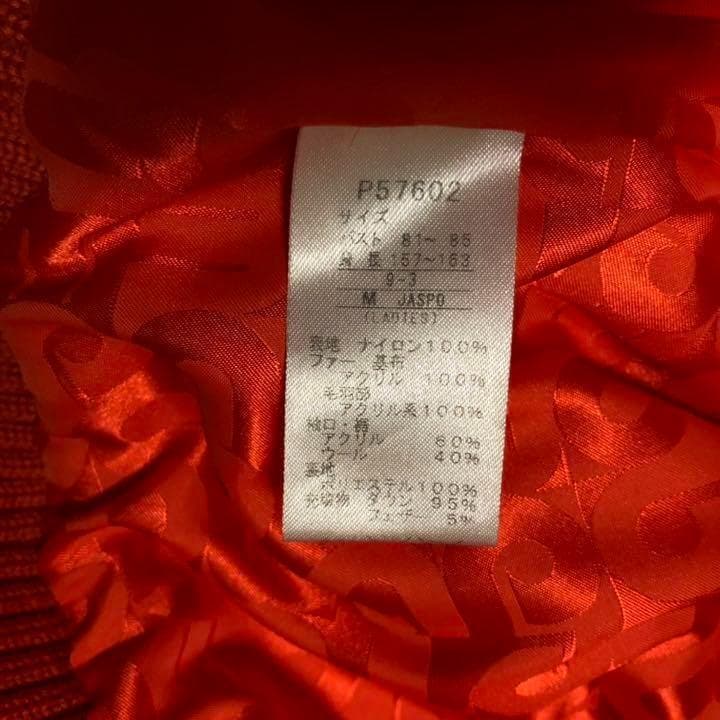 P57602
サイズ
バスト 81~ 85
身 長 157~163
9-3
M JASPO
(LADIES)
表地 ナイロン100%
ファー 基布
アクリル 100%
毛羽部
アクリル系100%
袖口・裾
アクリル 60%
ウール 40%
裏地
ポリエステル100%
充填物 ダウン 95%
フェザー 5%